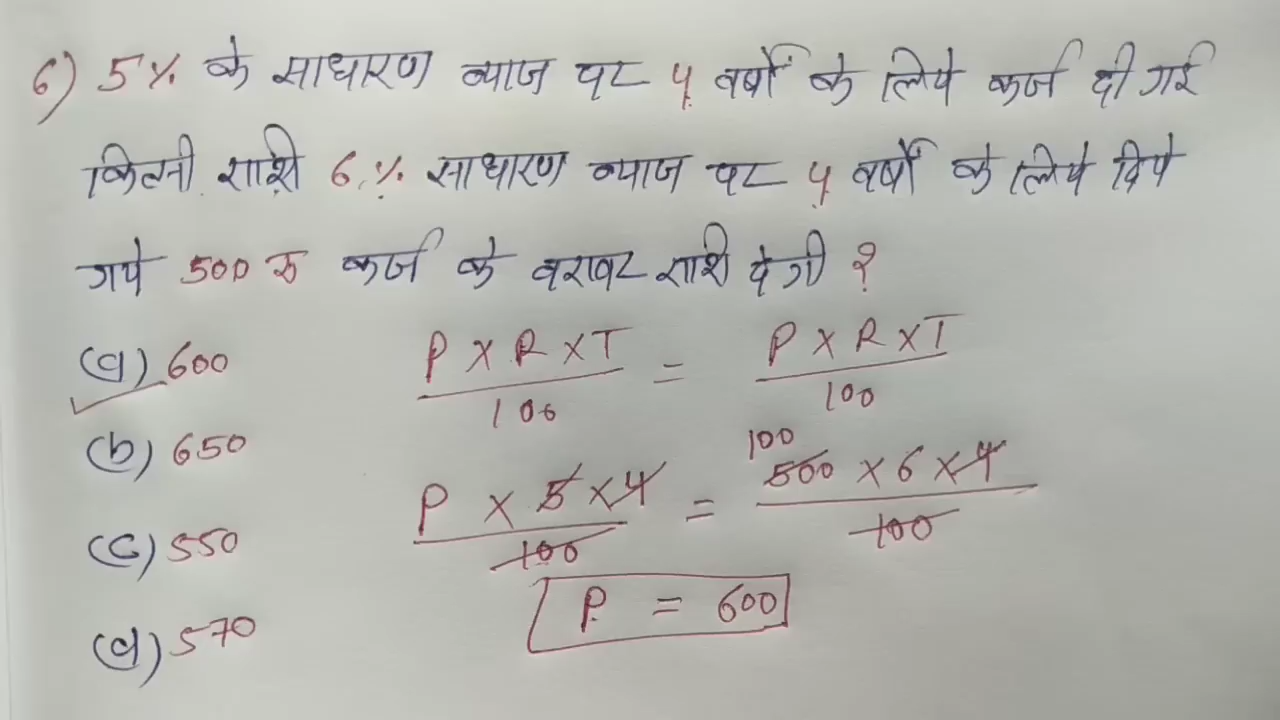 6) 5% के साधारण ब्याज पर 4 वर्षों के लिये कर्ज दी गई
कितनी राशि 6% साधारण ब्याज पर 4 वर्षों के लिये दिये
गये 500 रु कर्ज के बराबर राशि देगी ?
(a) 600
(b) 650
(c) 550
(d) 570
P × R × T / 100 = P × R × T / 100
100
P × 5 × 4 / 100 = 500 × 6 × 4 / 100
P = 600